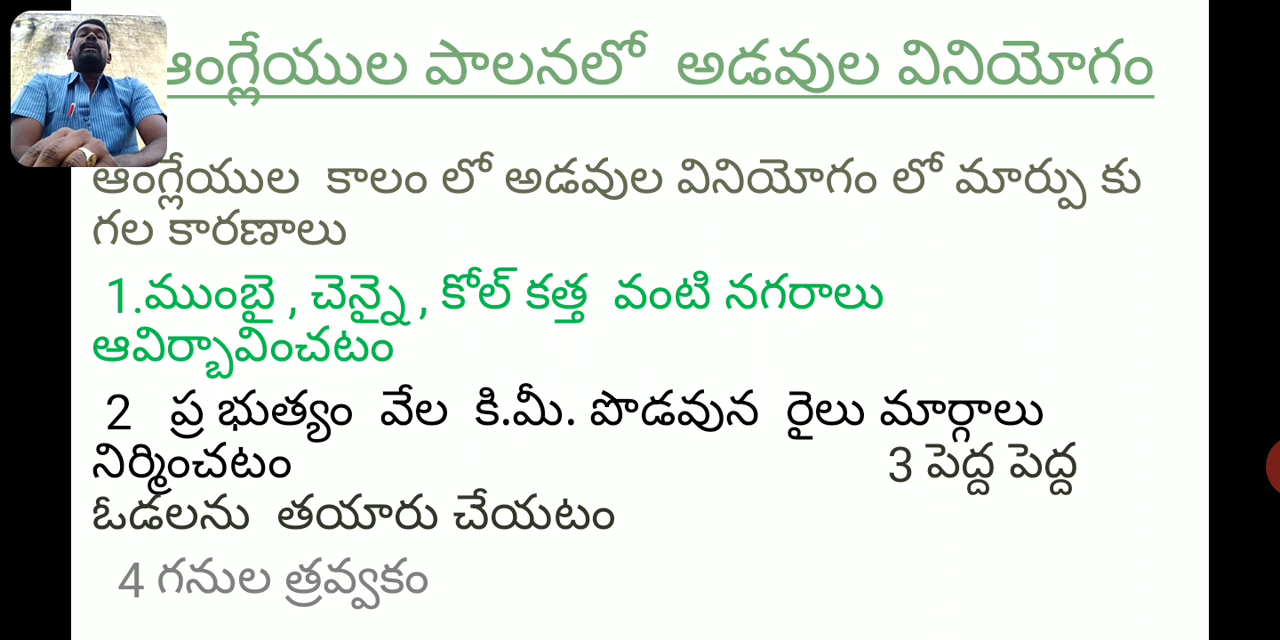 ఆంగ్లేయుల పాలనలో అడవుల వినియోగం
ఆంగ్లేయుల కాలం లో అడవుల వినియోగం లో మార్పు కు
గల కారణాలు
1.ముంబై , చెన్నై , కోల్ కత్త వంటి నగరాలు
ఆవిర్బావించటం
2 ప్ర భుత్యం వేల కి.మీ. పొడవున రైలు మార్గాలు
నిర్మించటం 3 పెద్ద పెద్ద
ఓడలను తయారు చేయటం
4 గనుల త్రవ్వకం